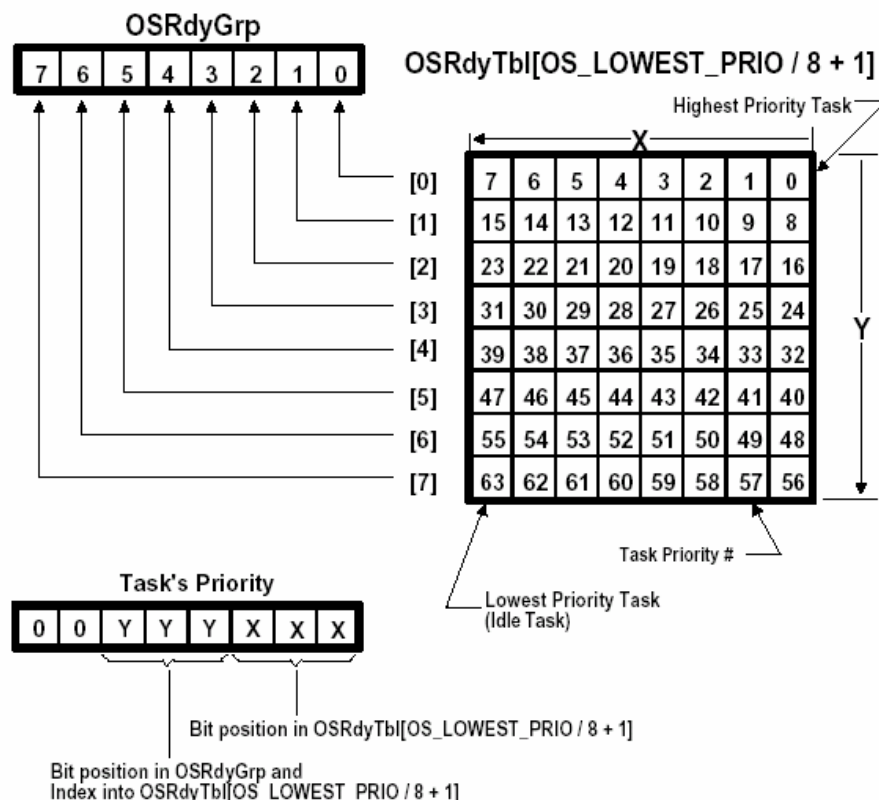 OSRdyGrp
7 6 5 4 3 2 1 0
OSRdyTbl[OS_LOWEST_PRIO / 8 + 1]
Highest Priority Task
X
[0] 7 6 5 4 3 2 1 0
[1] 15 14 13 12 11 10 9 8
[2] 23 22 21 20 19 18 17 16
[3] 31 30 29 28 27 26 25 24
Y
[4] 39 38 37 36 35 34 33 32
[5] 47 46 45 44 43 42 41 40
[6] 55 54 53 52 51 50 49 48
[7] 63 62 61 60 59 58 57 56
Task Priority #
Lowest Priority Task
(Idle Task)
Task's Priority
0 0 Y Y Y X X X
Bit position in OSRdyTbl[OS_LOWEST_PRIO / 8 + 1]
Bit position in OSRdyGrp and
Index into OSRdyTbl[OS_LOWEST_PRIO / 8 + 1]